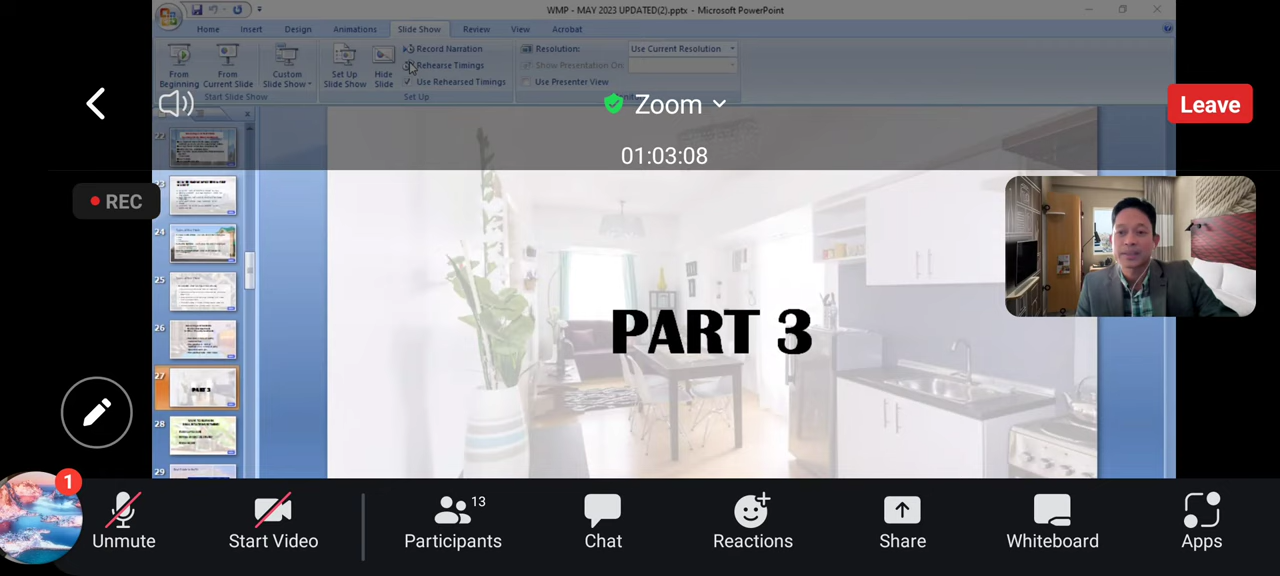 WMP - MAY 2023 UPDATED(2).pptx - Microsoft PowerPoint
Home Insert Design Animations Slide Show Review View Acrobat
Record Narration
Rehearse Timings
Use Rehearsed Timings
From Beginning
From Current Slide
Custom Slide Show
Set Up Slide Show
Hide Slide
Start Slide Show
Set Up
Resolution:
Use Current Resolution
Show Presentation On:
Use Presenter View
Zoom
Leave
01:03:08
REC
22
24
25
26
27
PART 3
28
29
PART 3
1
Unmute
Start Video
13
Participants
Chat
Reactions
Share
Whiteboard
Apps